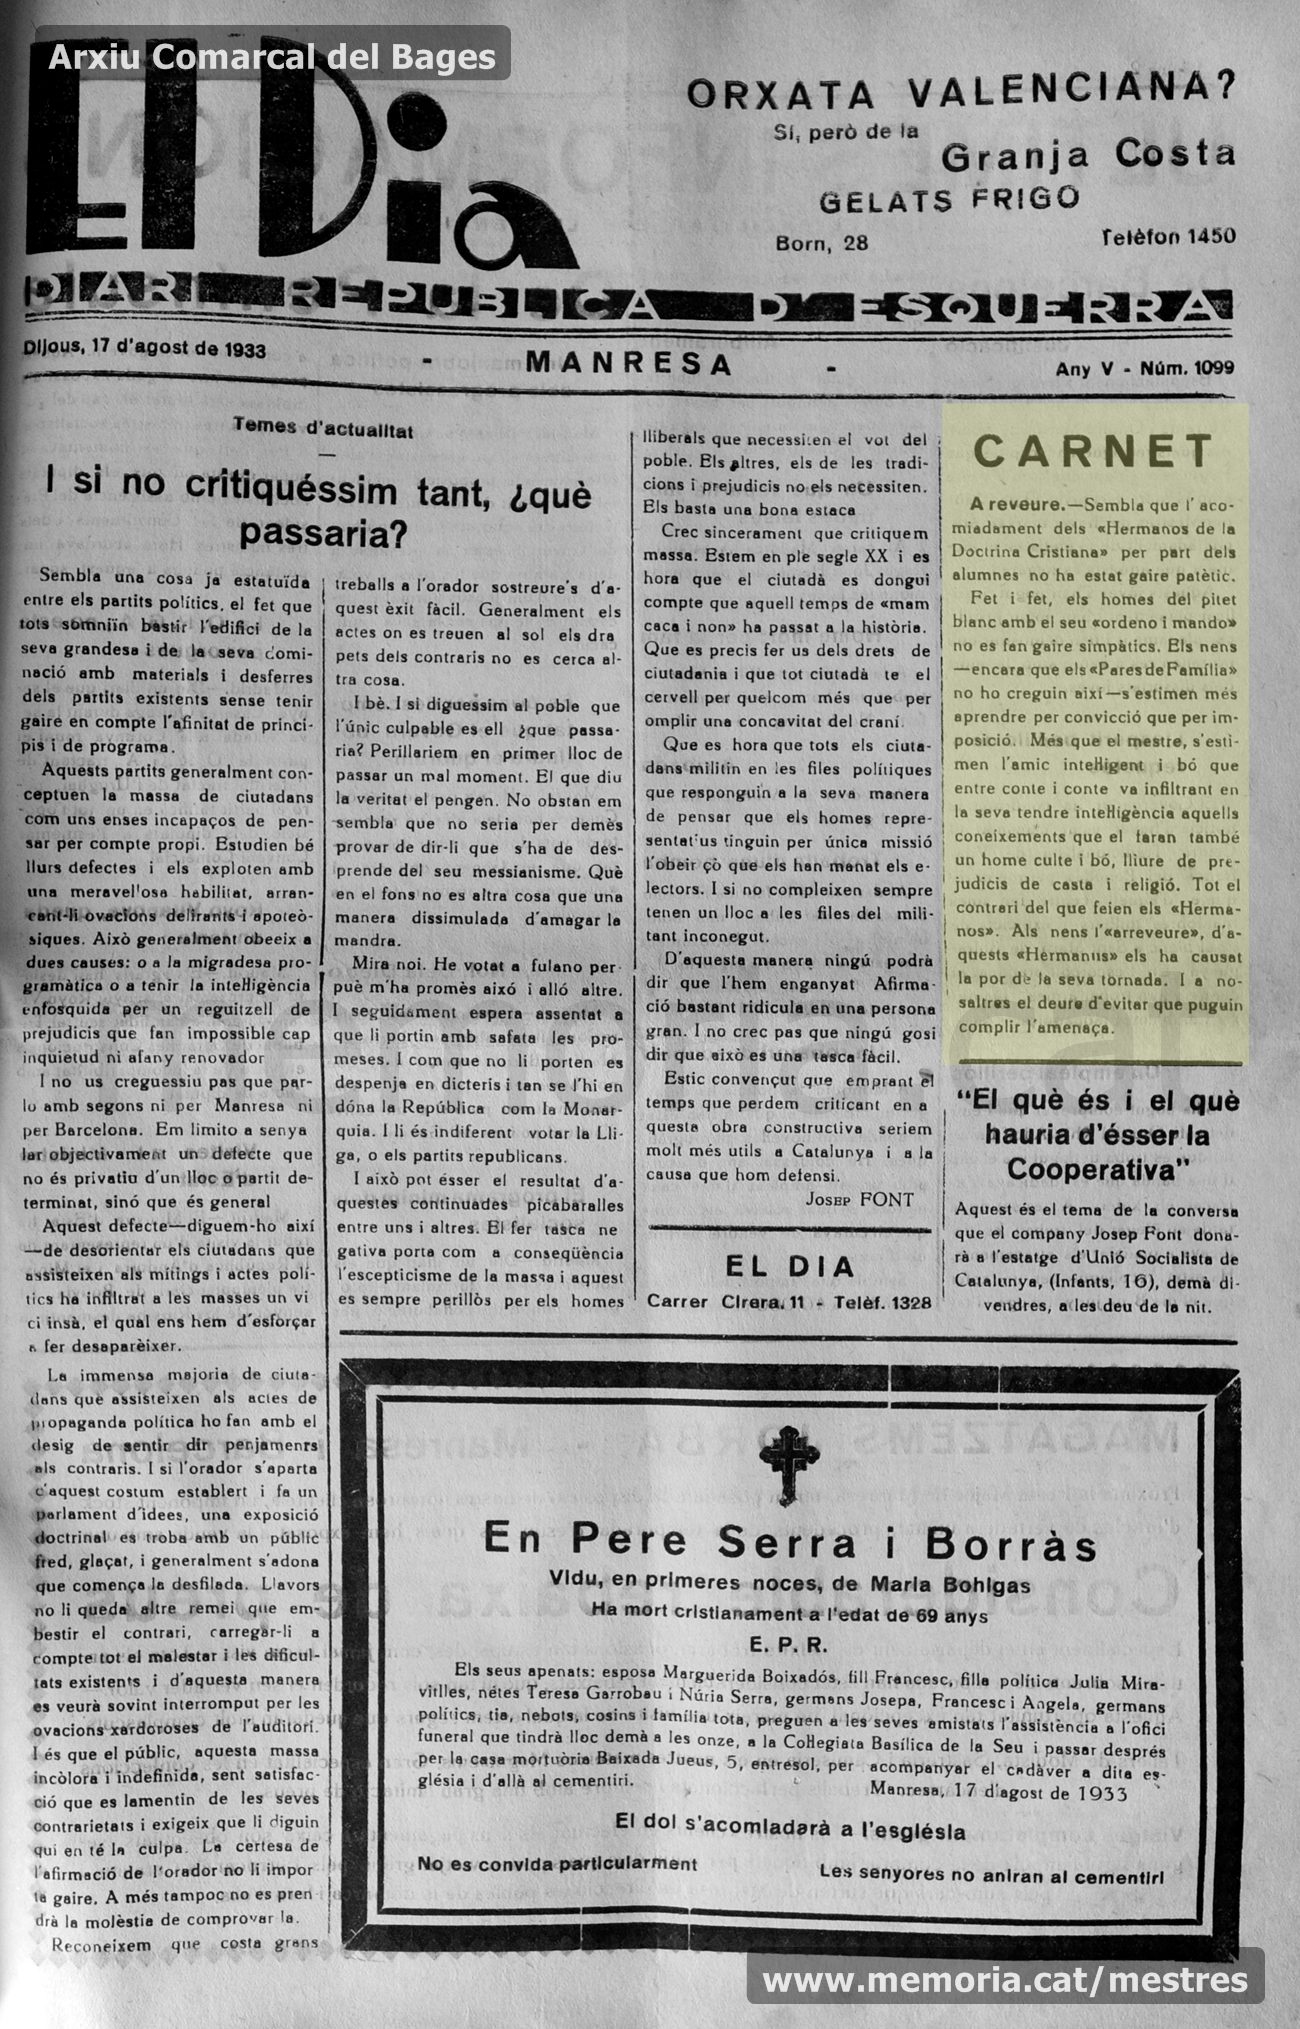 Arxiu Comarcal del Bages
El Dia
ORXATA VALENCIANA?
Sí, però de la
Granja Costa
GELATS FRIGO
Born, 28
Telèfon 1450
DIARI REPUBLICA D'ESQUERRA
Dijous, 17 d'agost de 1933
- MANRESA -
Any V - Núm. 1099
Temes d'actualitat
I si no critiquéssim tant, ¿què
passaria?
Sembla una cosa ja estatuïda
entre els partits polítics, el fet que
tots somniïn bastir l'edifici de la
seva grandesa i de la seva domi-
nació amb materials i desferres
dels partits existents sense tenir
gaire en compte l'afinitat de princi-
pis i de programa.
Aquests partits generalment con-
ceptuen la massa de ciutadans
com uns enses incapaços de pen-
sar per compte propi. Estudien bé
llurs defectes i els exploten amb
una meravel'osa habilitat, arran-
cant-li ovacions delirants i apoteò-
siques. Això generalment obeeix a
dues causes: o a la migradesa pro-
gramàtica o a tenir la intel·ligència
enfosquida per un reguitzell de
prejudicis que fan impossible cap
inquietud ni afany renovador
I no us creguessiu pas que par-
lo amb segons ni per Manresa ni
per Barcelona. Em limito a senya
lar objectivament un defecte que
no és privatiu d'un lloc o partit de-
terminat, sinó que és general
Aquest defecte—diguem-ho així
—de desorientar els ciutadans que
assisteixen als mítings i actes polí-
tics ha infiltrat a les masses un vi
ci insà, el qual ens hem d'esforçar
a fer desaparèixer.
La immensa majoria de ciuta-
dans que assisteixen als actes de
propaganda política ho fan amb el
desig de sentir dir penjaments
als contraris. I si l'orador s'aparta
d'aquest costum establert i fa un
parlament d'idees, una exposició
doctrinal es troba amb un públic
fred, glaçat, i generalment s'adona
que comença la desfilada. Llavors
no li queda altre remei que em-
bestir el contrari, carregar-li a
compte tot el malestar i les dificul-
tats existents i d'aquesta manera
es veurà sovint interromput per les
ovacions xardoroses de l'auditori.
I és que el públic, aquesta massa
incòlora i indefinida, sent satisfac-
ció que es lamentin de les seves
contrarietats i exigeix que li diguin
qui en té la culpa. La certesa de
l'afirmació de l'orador no li impor
ta gaire. A més tampoc no es pren
drà la molèstia de comprovar la.
Reconeixem que costa grans
treballs a l'orador sostreure's d'a-
quest èxit fàcil. Generalment els
actes on es treuen al sol els dra
pets dels contraris no es cerca al-
tra cosa.
I bè. I si diguessim al poble que
l'únic culpable es ell ¿que passa-
ria? Perillariem en primer lloc de
passar un mal moment. El que diu
la veritat el pengen. No obstan em
sembla que no seria per demès
provar de dir-li que s'ha de des-
prende del seu messianisme. Què
en el fons no es altra cosa que una
manera dissimulada d'amagar la
mandra.
Mira noi. He votat a fulano per
puè m'ha promès aixó i alló altre.
I seguidament espera assentat a
que li portin amb safata les pro-
meses. I com que no li porten es
despenja en dicteris i tan se l'hi en
dóna la República com la Monar-
quia. I li és indiferent votar la Lli-
ga, o els partits republicans.
I això pot ésser el resultat d'a-
questes continuades picabaralles
entre uns i altres. El fer tasca ne
gativa porta com a conseqüència
l'escepticisme de la massa i aquest
es sempre perillòs per els homes
lliberals que necessiten el vot del
poble. Els altres, els de les tradi-
cions i prejudicis no els necessiten.
Els basta una bona estaca
Crec sincerament que critiquem
massa. Estem en ple segle XX i es
hora que el ciutadà es dongui
compte que aquell temps de «mam
caca i non» ha passat a la història.
Que es precis fer us dels drets de
ciutadania i que tot ciutadà te el
cervell per quelcom més que per
omplir una concavitat del craní.
Que es hora que tots els ciuta-
dans militin en les files polítiques
que responguin a la seva manera
de pensar que els homes repre-
sentatius tinguin per única missió
l'obeir çò que els han manat els e-
lectors. I si no compleixen sempre
tenen un lloc a les files del mili-
tant inconegut.
D'aquesta manera ningú podrà
dir que l'hem enganyat Afirma-
ció bastant ridicula en una persona
gran. I no crec pas que ningú gosi
dir que això es una tasca fàcil.
Estic convençut que emprant el
temps que perdem criticant en a
questa obra constructiva seriem
molt més utils a Catalunya i a la
causa que hom defensi.
JOSEP FONT
EL DIA
Carrer Cirera, 11 - Telèf. 1328
CARNET
A reveure.—Sembla que l'aco-
miadament dels «Hermanos de la
Doctrina Cristiana» per part dels
alumnes no ha estat gaire patètic.
Fet i fet, els homes del pitet
blanc amb el seu «ordeno i mando»
no es fan gaire simpàtics. Els nens
—encara que els «Pares de Família»
no ho creguin així—s'estimen més
aprendre per convicció que per im-
posició. Més que el mestre, s'esti-
men l'amic intel·ligent i bó que
entre conte i conte va infiltrant en
la seva tendre intel·ligència aquells
coneixements que el faran també
un home culte i bó, lliure de pre-
judicis de casta i religió. Tot el
contrari del que feien els «Herma-
nos». Als nens l'«arreveure», d'a-
quests «Hermanus» els ha causat
la por de la seva tornada. I a no-
saltres el deure d'evitar que puguin
complir l'amenaça.
"El què és i el què
hauria d'ésser la
Cooperativa"
Aquest és el tema de la conversa
que el company Josep Font dona-
rà a l'estatge d'Unió Socialista de
Catalunya, (Infants, 16), demà di-
vendres, a les deu de la nit.
En Pere Serra i Borràs
Vidu, en primeres noces, de Maria Bohigas
Ha mort cristianament a l'edat de 69 anys
E. P. R.
Els seus apenats: esposa Marguerida Boixadós, fill Francesc, filla política Julia Mira-
vitlles, nétes Teresa Garrobau i Núria Serra, germans Josepa, Francesc i Angela, germans
polítics, tia, nebots, cosins i família tota, preguen a les seves amistats l'assistència a l'ofici
funeral que tindrà lloc demà a les onze, a la Col·legiata Basílica de la Seu i passar després
per la casa mortuòria Baixada Jueus, 5, entresol, per acompanyar el cadàver a dita es-
glésia i d'allà al cementiri.
Manresa, 17 d'agost de 1933
El dol s'acomiadarà a l'església
No es convida particularment
Les senyores no aniran al cementiri
www.memoria.cat/mestres